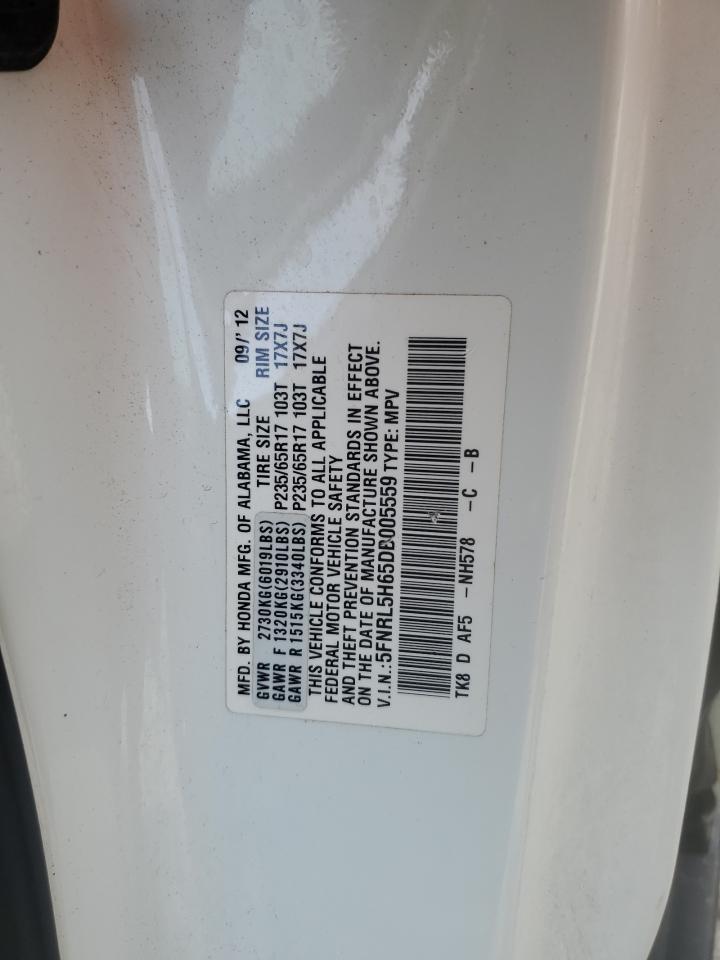 MFD. BY HONDA MFG. OF ALABAMA, LLC 09/'12
GVWR 2730KG(6019LBS) TIRE SIZE RIM SIZE
GAWR F 1320KG(2910LBS) P235/65R17 103T 17X7J
GAWR R 1515KG(3340LBS) P235/65R17 103T 17X7J
THIS VEHICLE CONFORMS TO ALL APPLICABLE
FEDERAL MOTOR VEHICLE SAFETY
AND THEFT PREVENTION STANDARDS IN EFFECT
ON THE DATE OF MANUFACTURE SHOWN ABOVE.
V.I.N.:5FNRL5H65DB005559 TYPE: MPV
TK8 D AF5 -NH578 -C -B